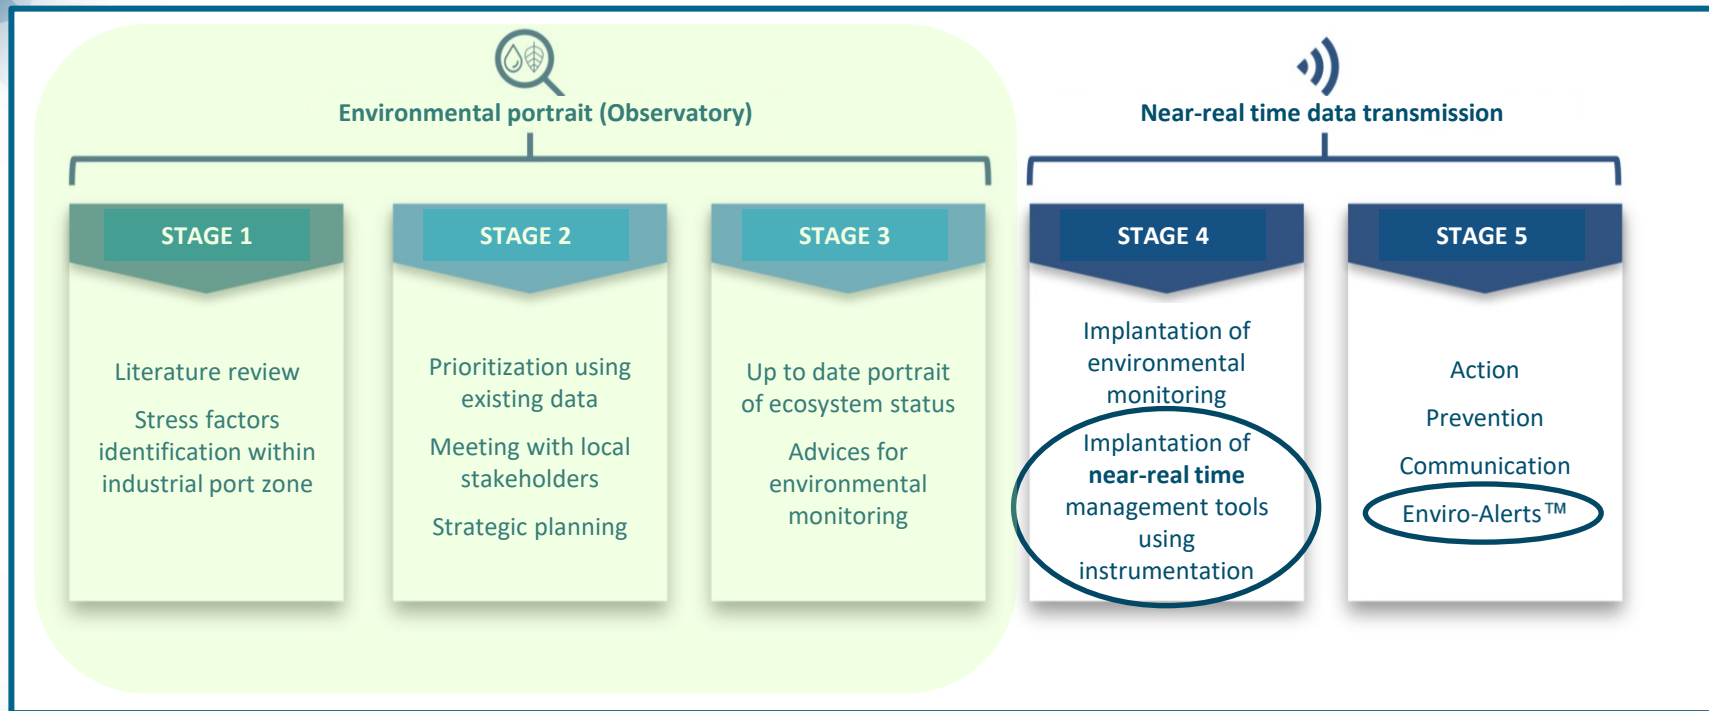 Environmental portrait (Observatory)
Near-real time data transmission
STAGE 1
Literature review
Stress factors
identification within
industrial port zone
STAGE 2
Prioritization using
existing data
Meeting with local
stakeholders
Strategic planning
STAGE 3
Up to date portrait
of ecosystem status
Advices for
environmental
monitoring
STAGE 4
Implantation of
environmental
monitoring
Implantation of
near-real time
management tools
using
instrumentation
STAGE 5
Action
Prevention
Communication
Enviro-Alerts™